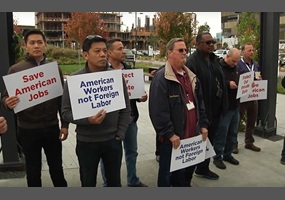 Save
American
Jobs
American
Workers
not Foreign
Labor
American
Workers
not Foreign
Labor